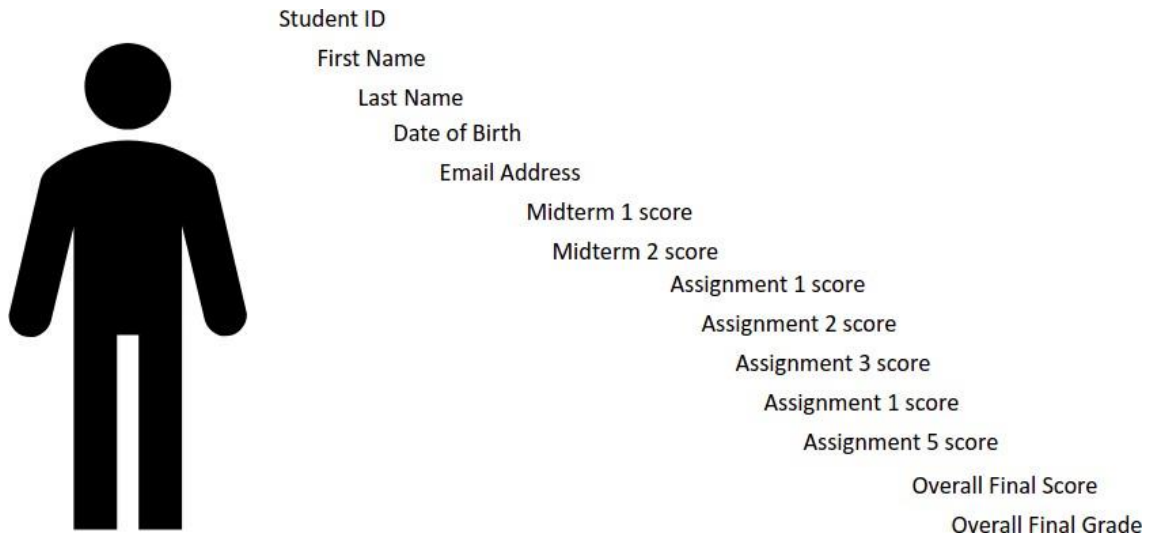 Student ID
First Name
Last Name
Date of Birth
Email Address
Midterm 1 score
Midterm 2 score
Assignment 1 score
Assignment 2 score
Assignment 3 score
Assignment 1 score
Assignment 5 score
Overall Final Score
Overall Final Grade